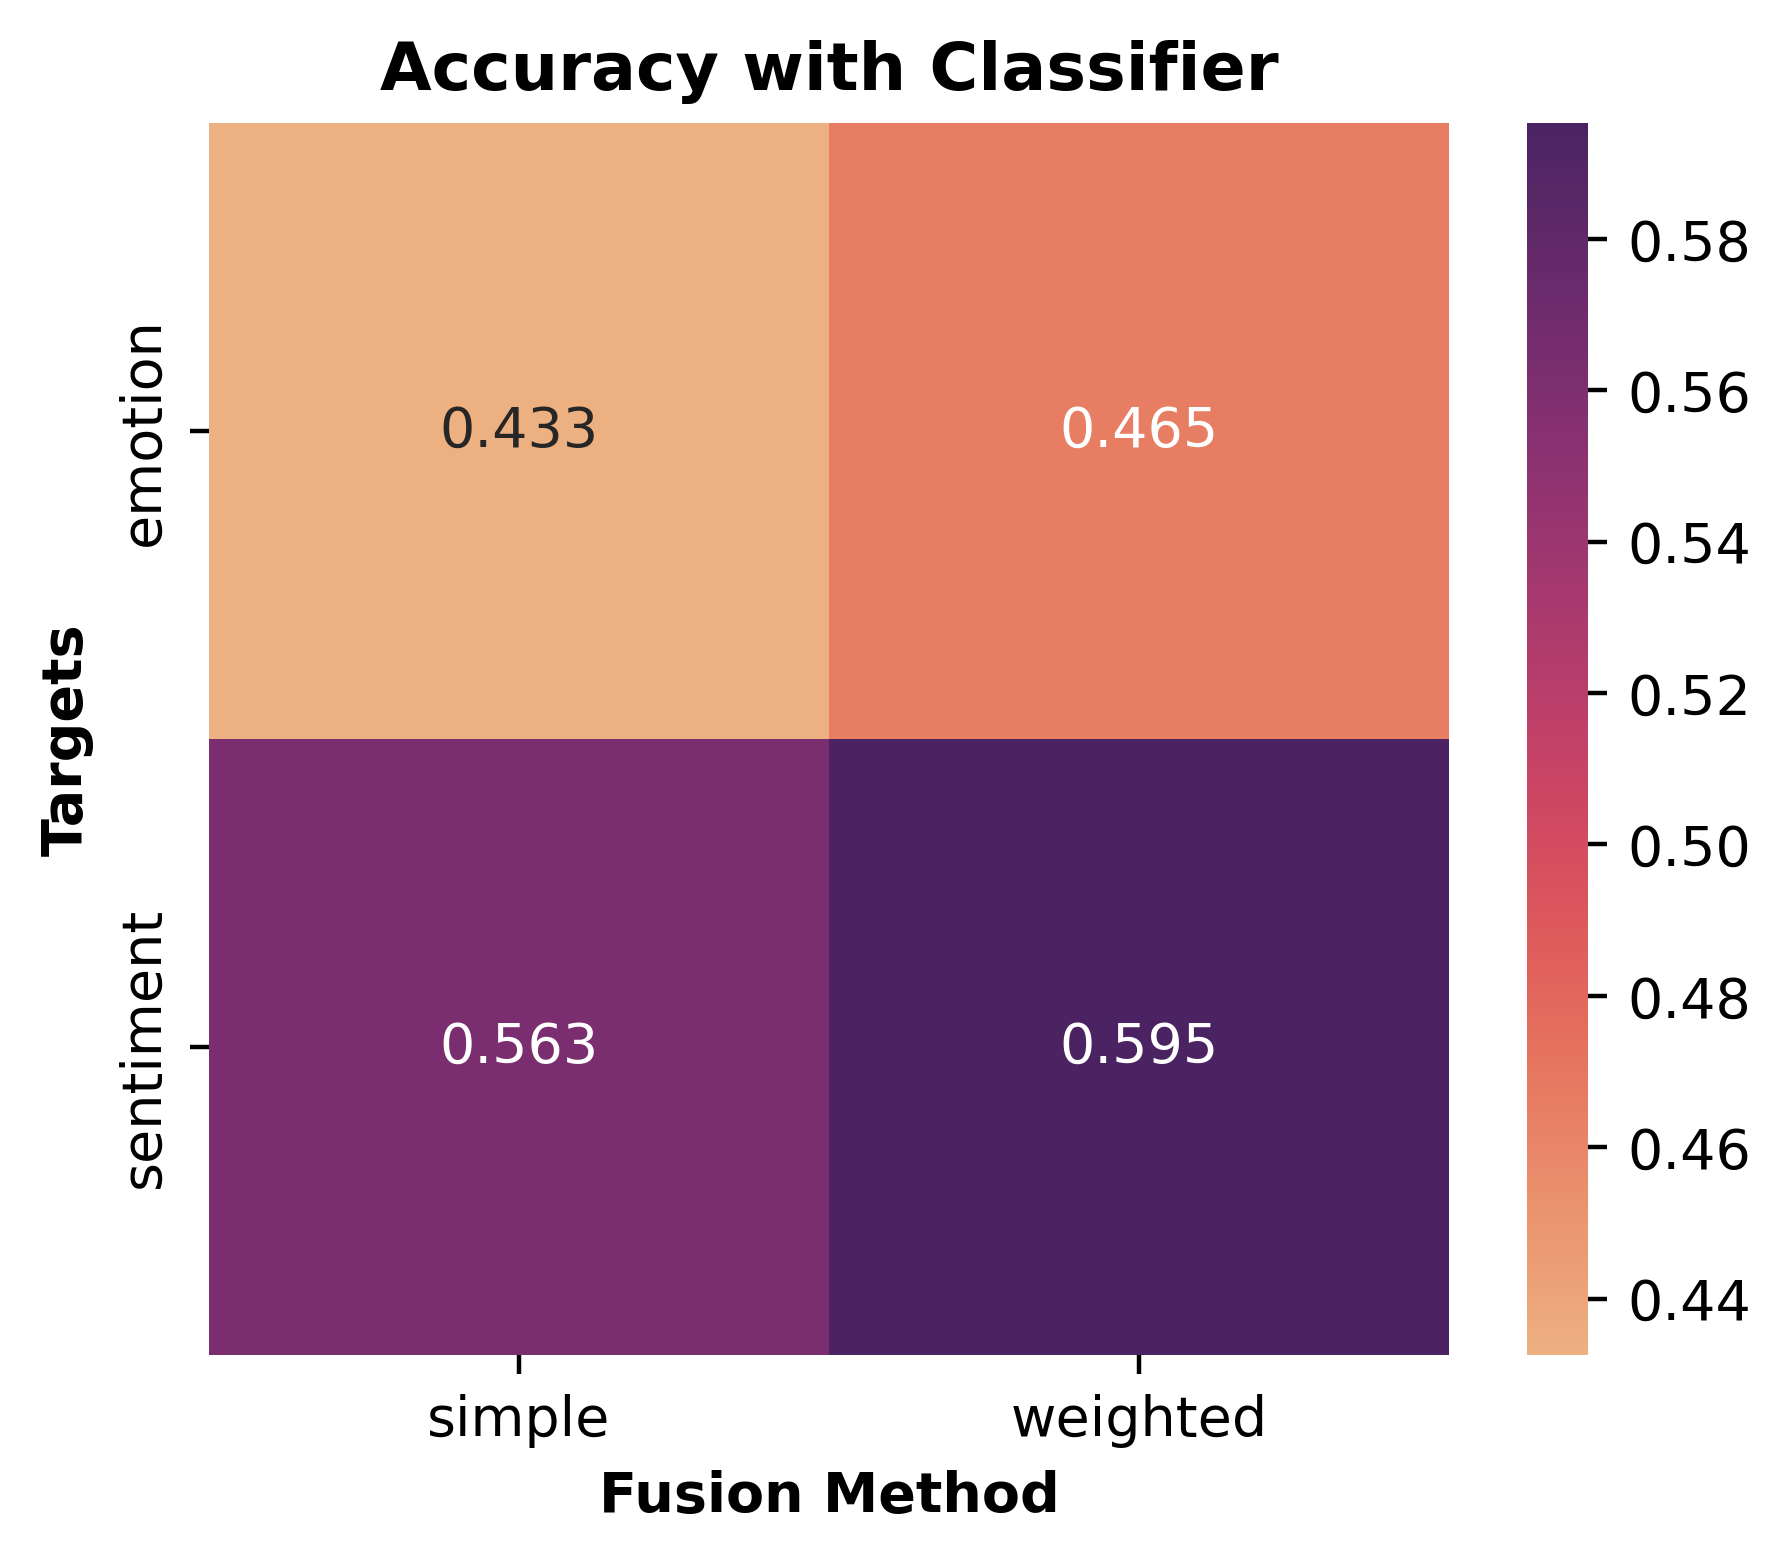 Accuracy with Classifier
Targets
emotion
sentiment
0.433
0.465
0.563
0.595
simple
weighted
Fusion Method
0.58
0.56
0.54
0.52
0.50
0.48
0.46
0.44